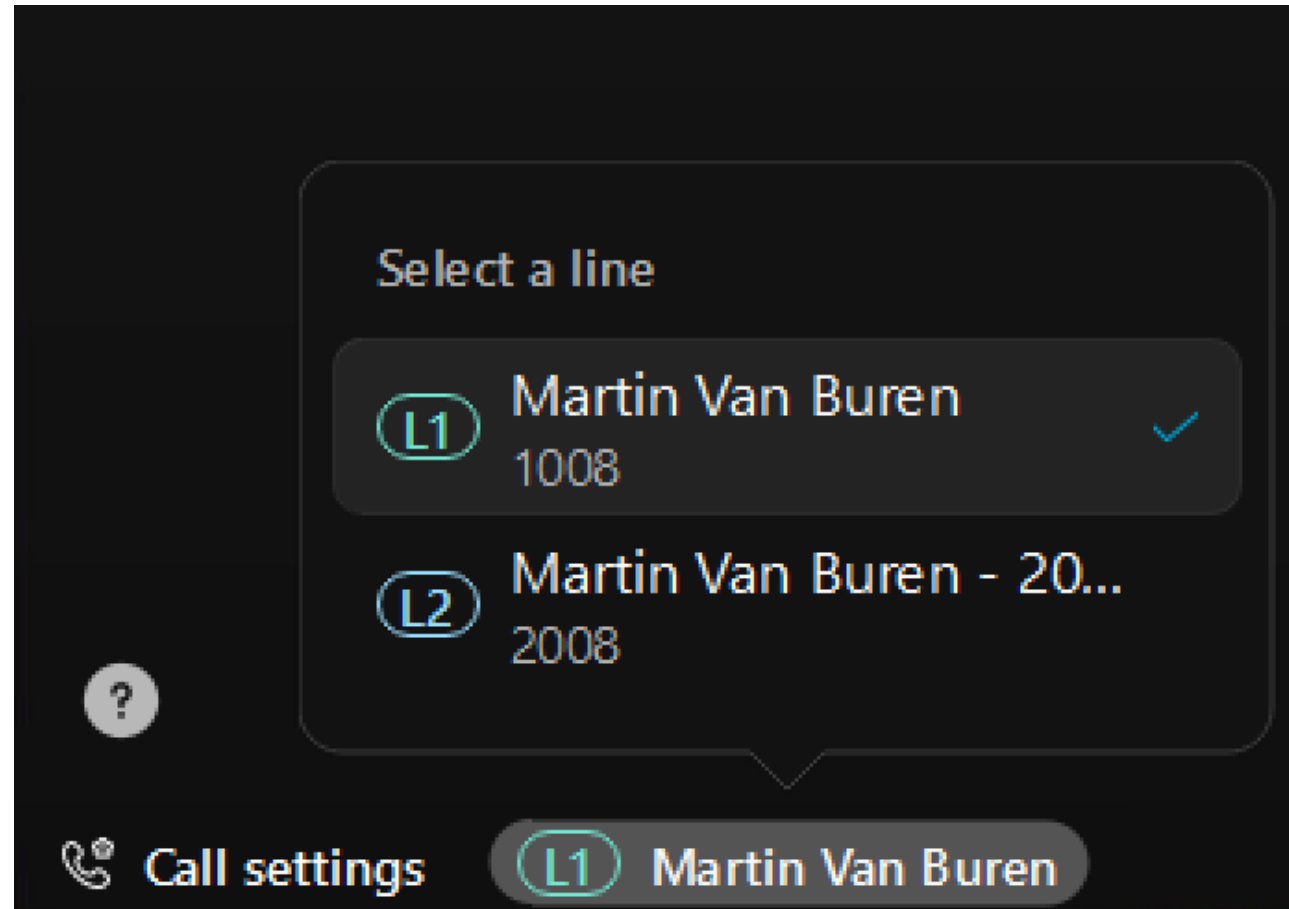 Select a line
L1 Martin Van Buren
1008
L2 Martin Van Buren - 20...
2008
?
Call settings L1 Martin Van Buren